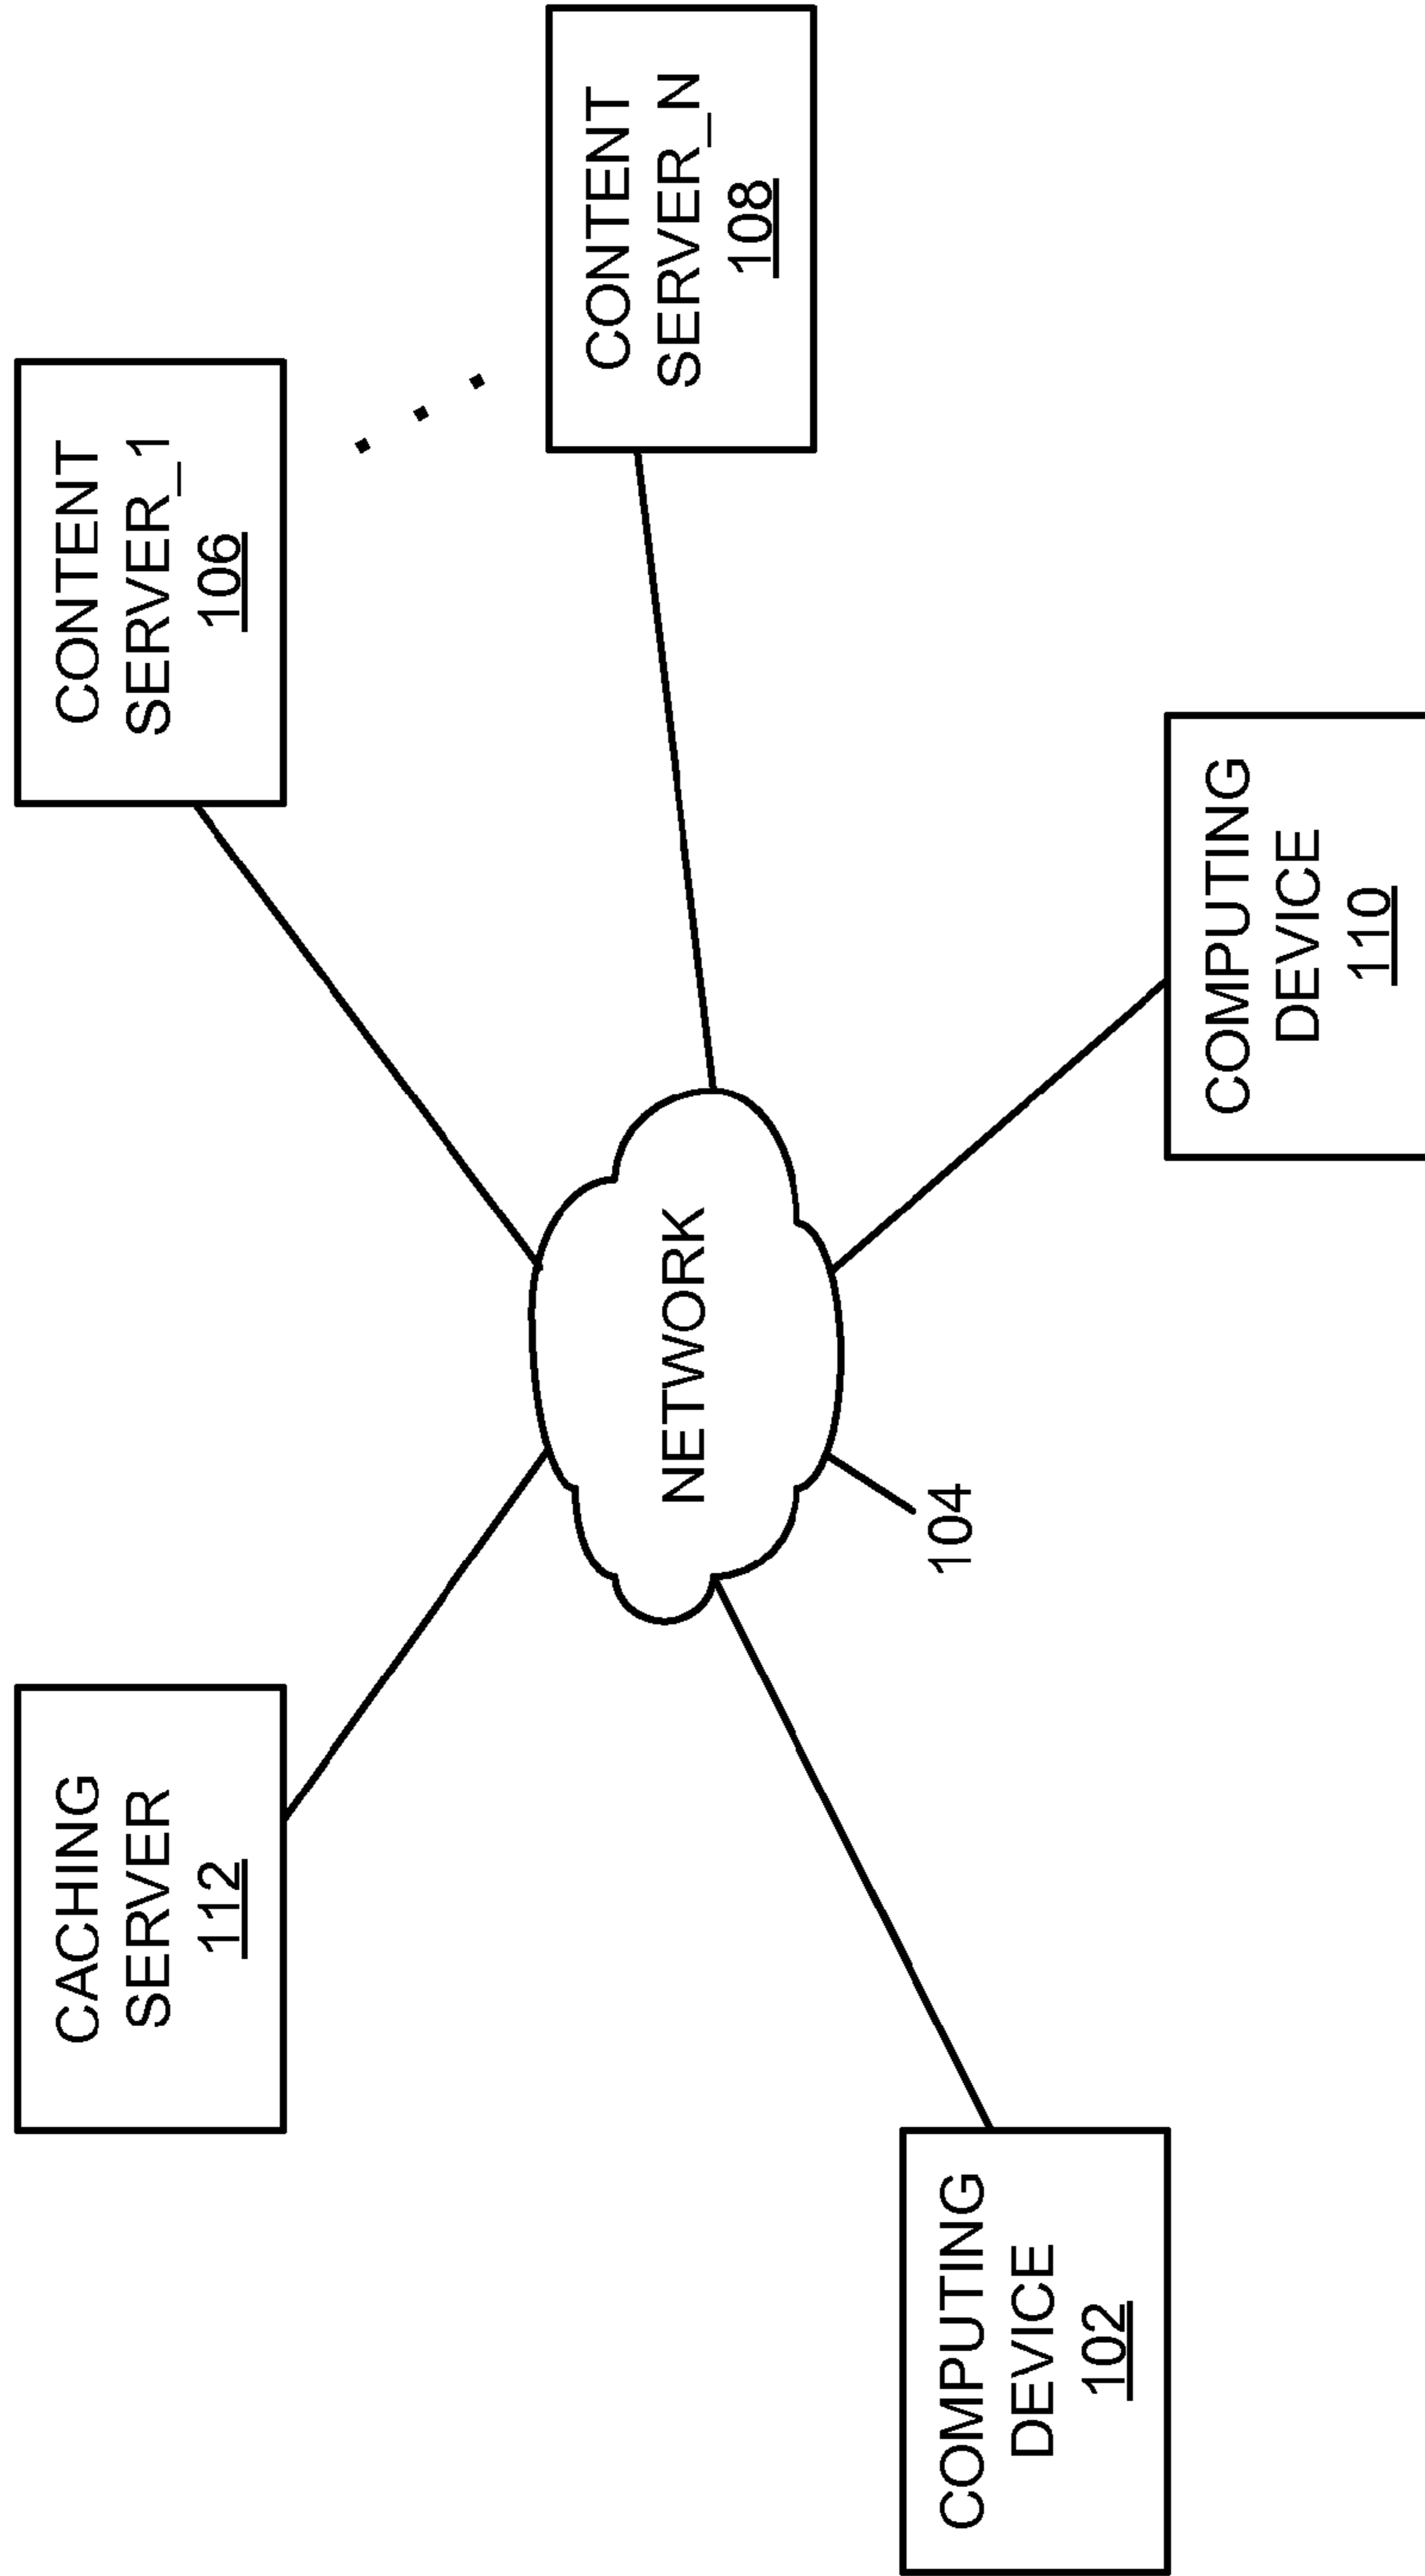 CACHING
SERVER
112
CONTENT
SERVER_1
106
CONTENT
SERVER_N
108
NETWORK
104
COMPUTING
DEVICE
102
COMPUTING
DEVICE
110